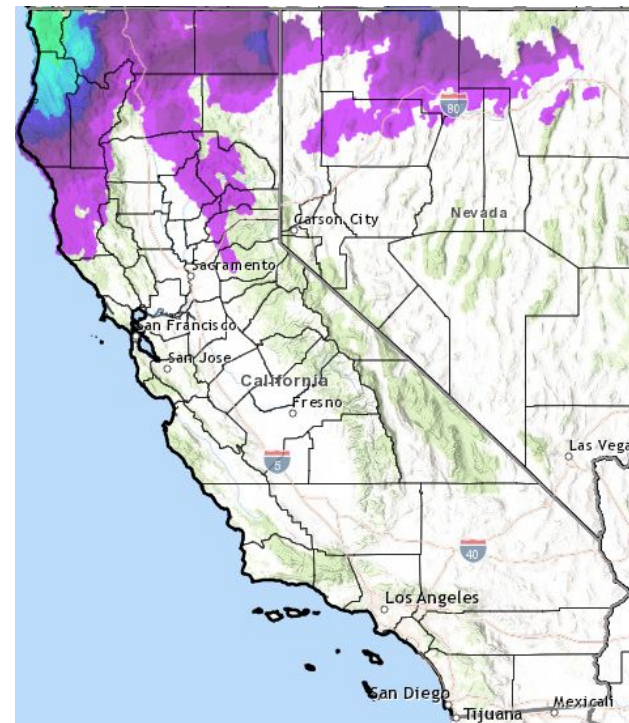 80
Carson City
Nevada
Sacramento
San Francisco
San Jose
California
Fresno
5
Las Vega
40
Los Angeles
San Diego
Tijuana
Mexicali